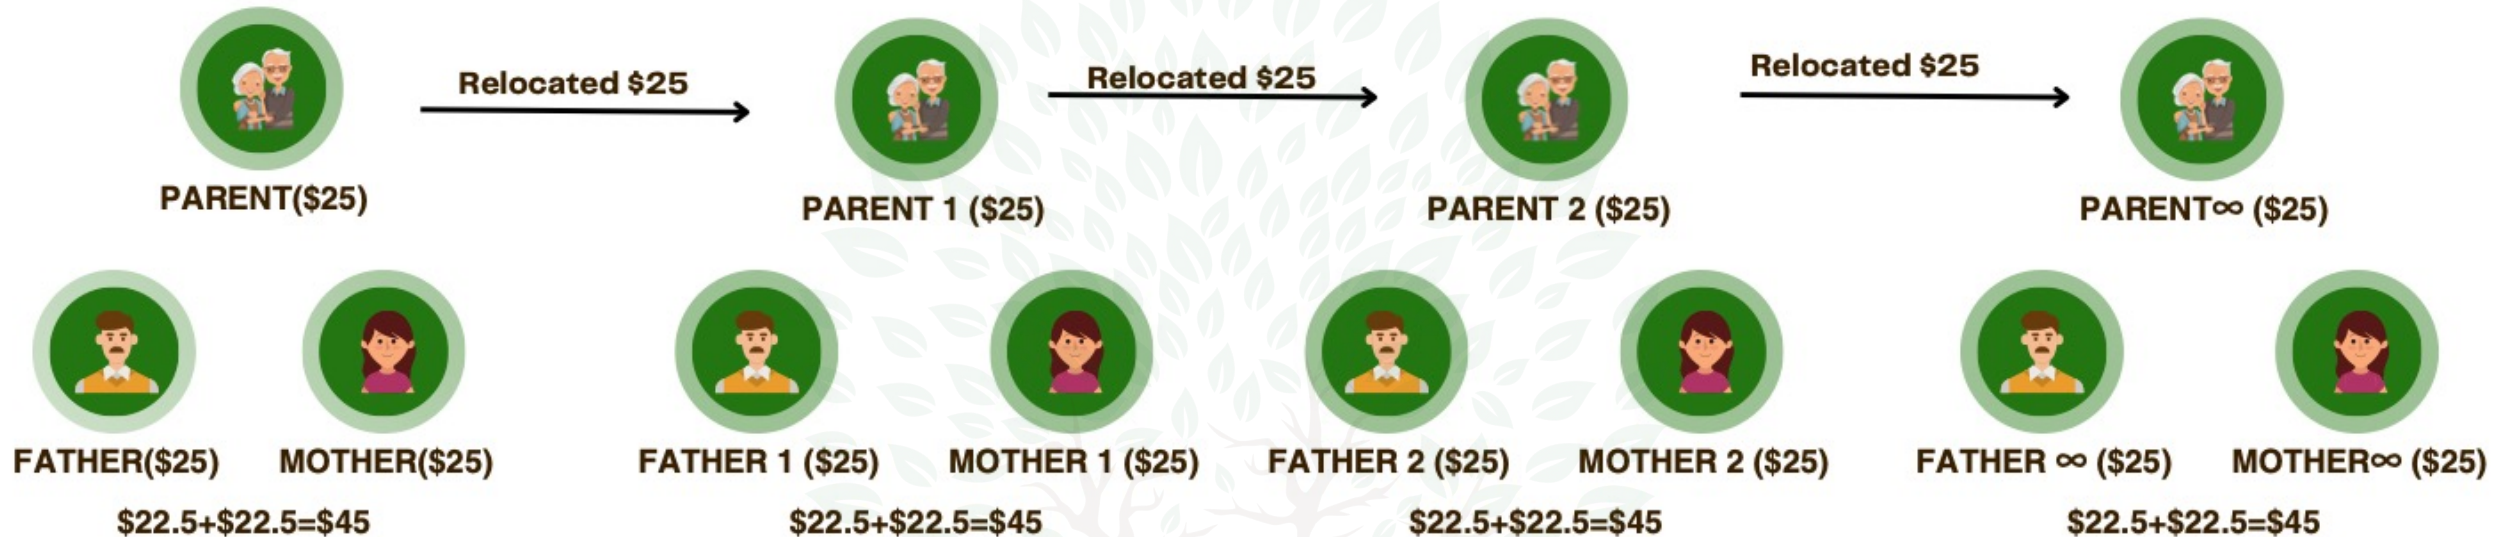 Relocated $25
Relocated $25
Relocated $25
PARENT($25)
PARENT 1 ($25)
PARENT 2 ($25)
PARENT∞ ($25)
FATHER($25)
MOTHER($25)
FATHER 1 ($25)
MOTHER 1 ($25)
FATHER 2 ($25)
MOTHER 2 ($25)
FATHER ∞ ($25)
MOTHER∞ ($25)
$22.5+$22.5=$45
$22.5+$22.5=$45
$22.5+$22.5=$45
$22.5+$22.5=$45